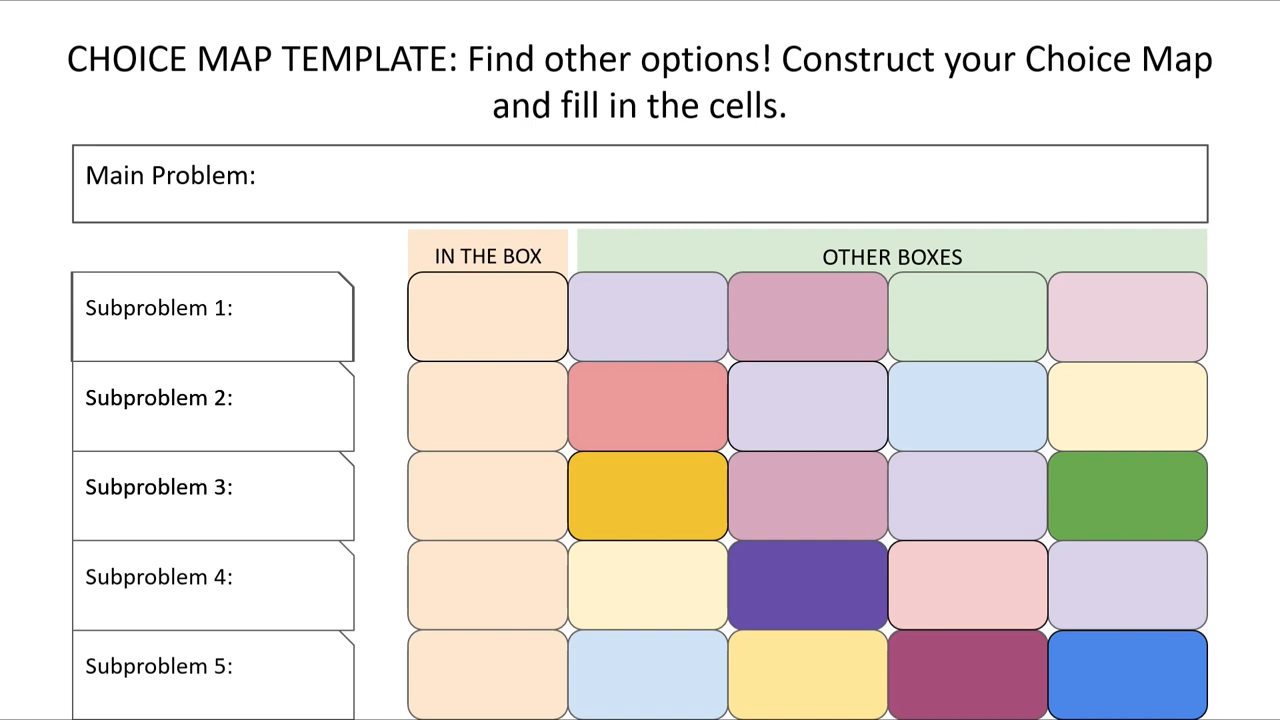 CHOICE MAP TEMPLATE: Find other options! Construct your Choice Map
and fill in the cells.
Main Problem:
IN THE BOX
OTHER BOXES
Subproblem 1:
Subproblem 2:
Subproblem 3:
Subproblem 4:
Subproblem 5: